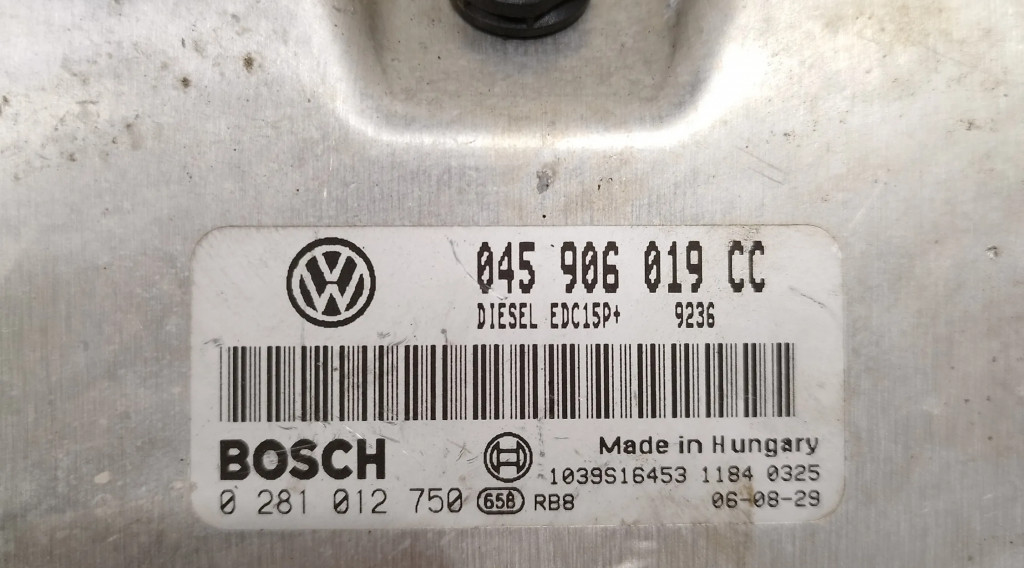 045 906 019 CC
DIESEL EDC15P+ 9236
BOSCH
Made in Hungary
1039S16453 1184 0325
0 281 012 750 658 RB8 06-08-29